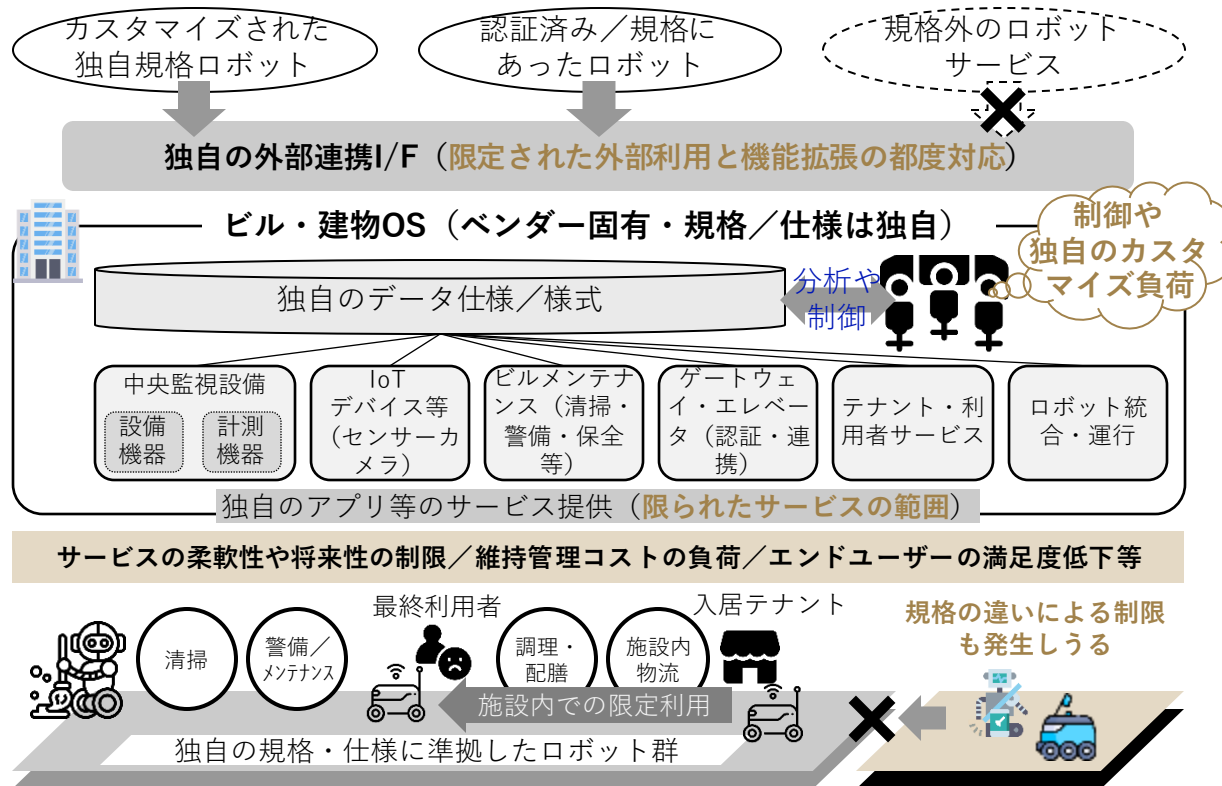 カスタマイズされた
独自規格ロボット
認証済み／規格に
あったロボット
規格外のロボット
サービス
独自の外部連携I/F（限定された外部利用と機能拡張の都度対応）
ビル・建物OS（ベンダー固有・規格／仕様は独自）
制御や
独自のカスタ
マイズ負荷
独自のデータ仕様／様式
分析や
制御
中央監視設備
設備
機器
計測
機器
IoT
デバイス等
（センサーカ
メラ）
ビルメンテナ
ンス（清掃・
警備・保全
等）
ゲートウェ
イ・エレベー
タ（認証・連
携）
テナント・利
用者サービス
ロボット統
合・運行
独自のアプリ等のサービス提供（限られたサービスの範囲）
サービスの柔軟性や将来性の制限／維持管理コストの負荷／エンドユーザーの満足度低下等
清掃
警備／
メンテナンス
最終利用者
調理・
配膳
施設内
物流
入居テナント
規格の違いによる制限
も発生しうる
施設内での限定利用
独自の規格・仕様に準拠したロボット群